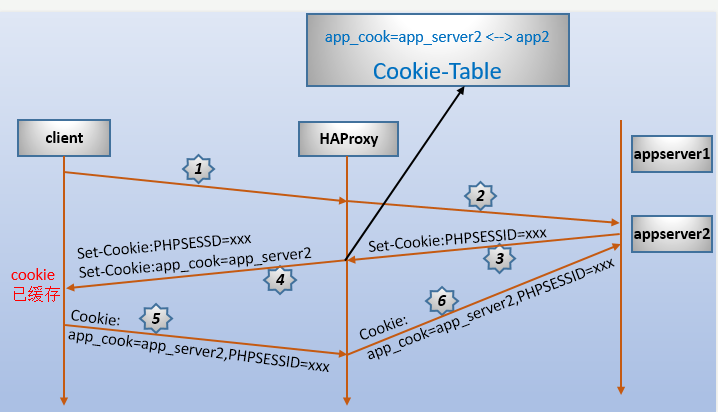 app_cook=app_server2 <--> app2
Cookie-Table
client
HAProxy
appserver1
1
2
appserver2
Set-Cookie:PHPSESSID=xxx
3
Set-Cookie:PHPSESSD=xxx
Set-Cookie:app_cook=app_server2
4
cookie
已缓存
Cookie:
5
app_cook=app_server2,PHPSESSID=xxx
Cookie:
6
app_cook=app_server2,PHPSESSID=xxx